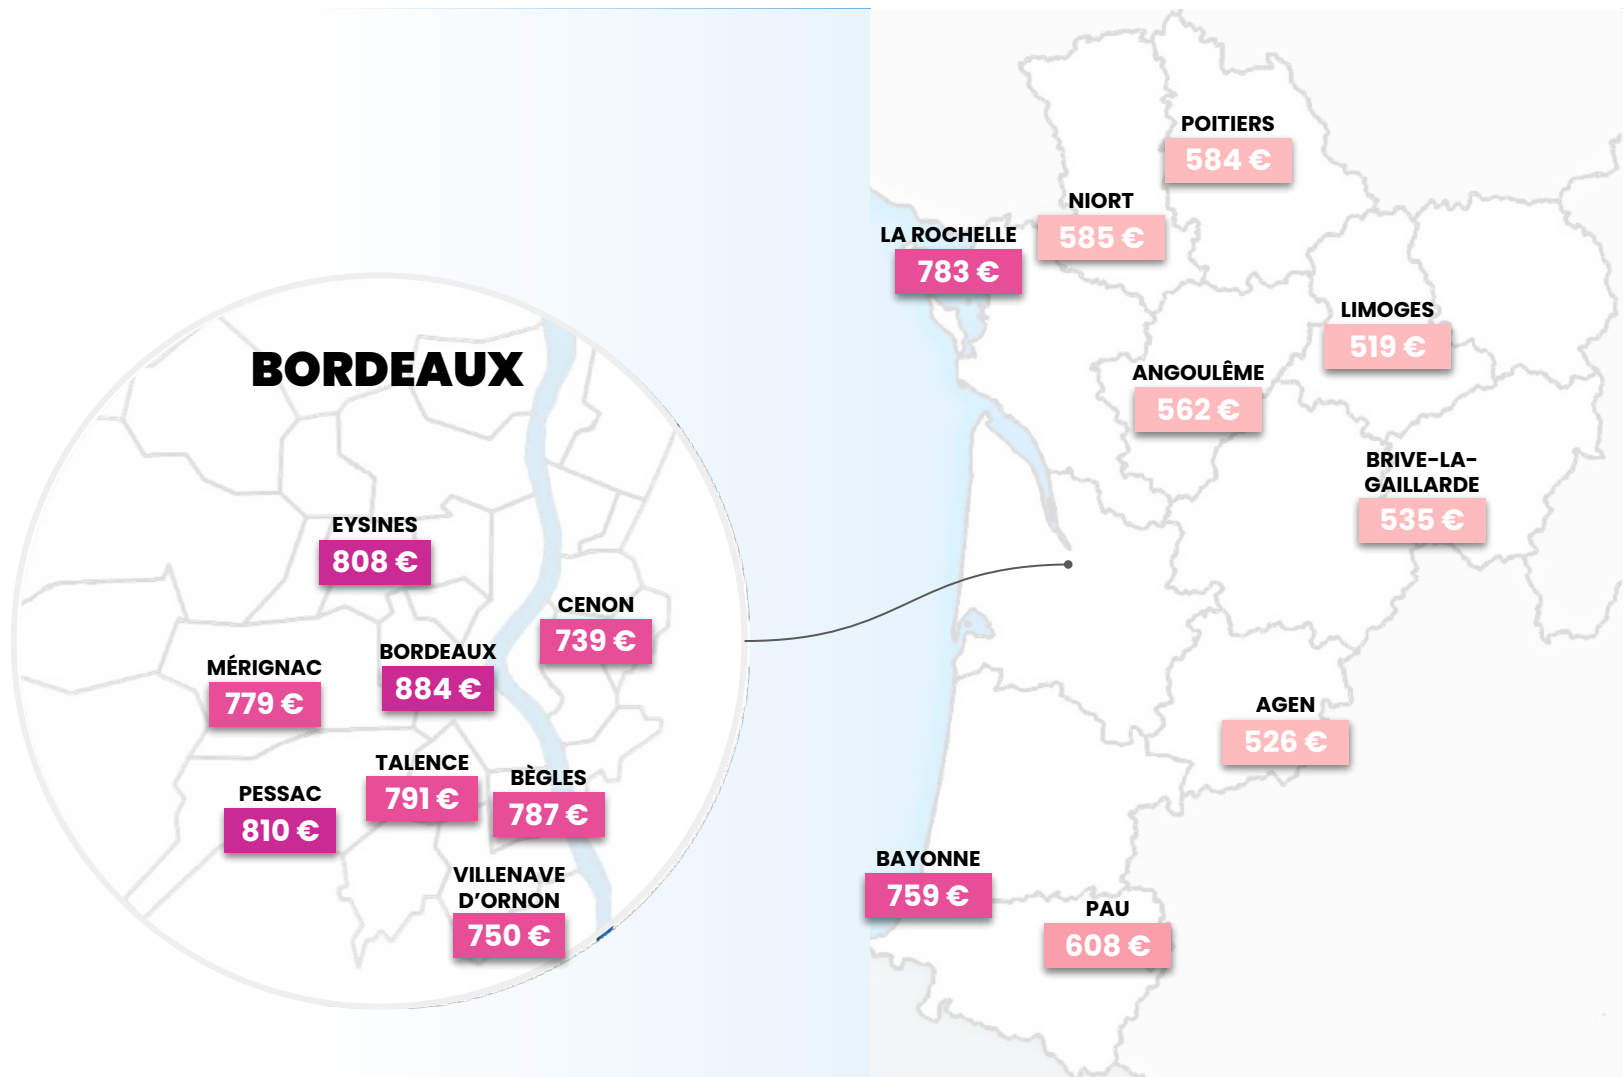 BORDEAUX
EYSINES
808 €
CENON
739 €
BORDEAUX
884 €
MÉRIGNAC
779 €
TALENCE
791 €
BÈGLES
787 €
PESSAC
810 €
VILLENAVE
D'ORNON
750 €
POITIERS
584 €
NIORT
585 €
LA ROCHELLE
783 €
LIMOGES
519 €
ANGOULÊME
562 €
BRIVE-LA-
GAILLARDE
535 €
AGEN
526 €
BAYONNE
759 €
PAU
608 €